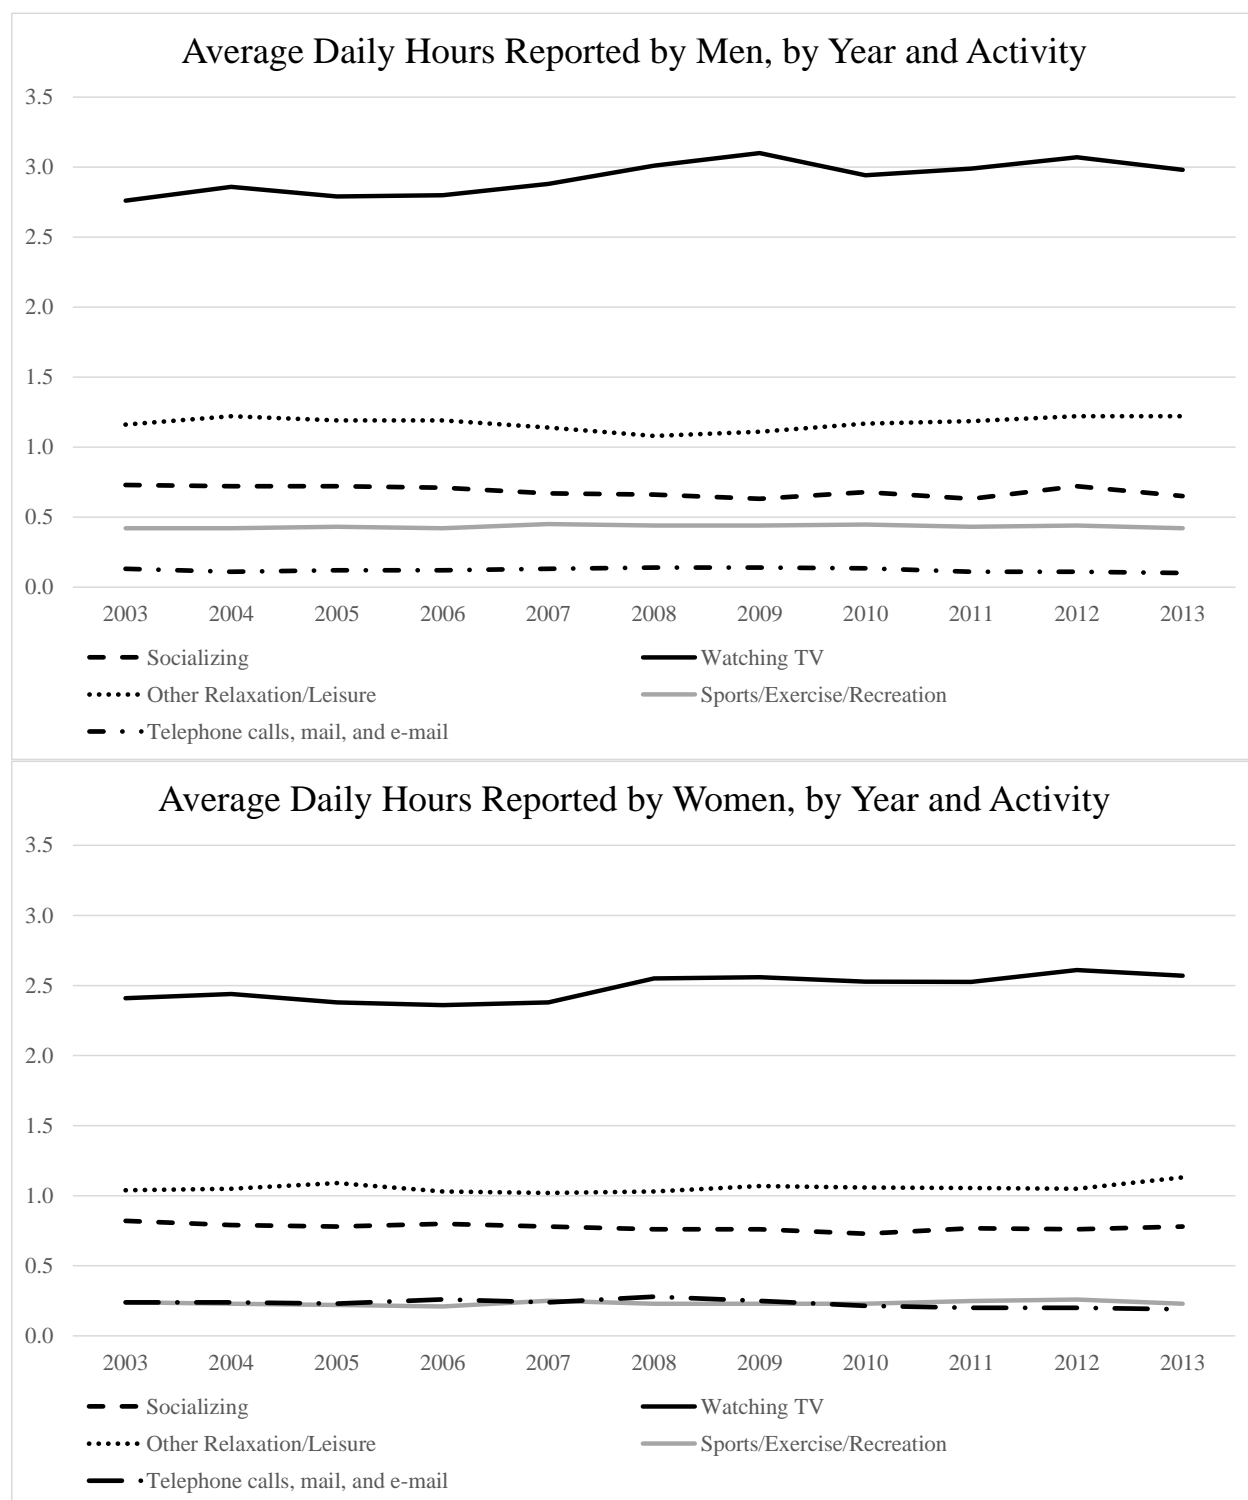 Average Daily Hours Reported by Men, by Year and Activity
3.5
3.0
2.5
2.0
1.5
1.0
0.5
0.0
2003 2004 2005 2006 2007 2008 2009 2010 2011 2012 2013
Socializing Watching TV
Other Relaxation/Leisure Sports/Exercise/Recreation
Telephone calls, mail, and e-mail
Average Daily Hours Reported by Women, by Year and Activity
3.5
3.0
2.5
2.0
1.5
1.0
0.5
0.0
2003 2004 2005 2006 2007 2008 2009 2010 2011 2012 2013
Socializing Watching TV
Other Relaxation/Leisure Sports/Exercise/Recreation
Telephone calls, mail, and e-mail